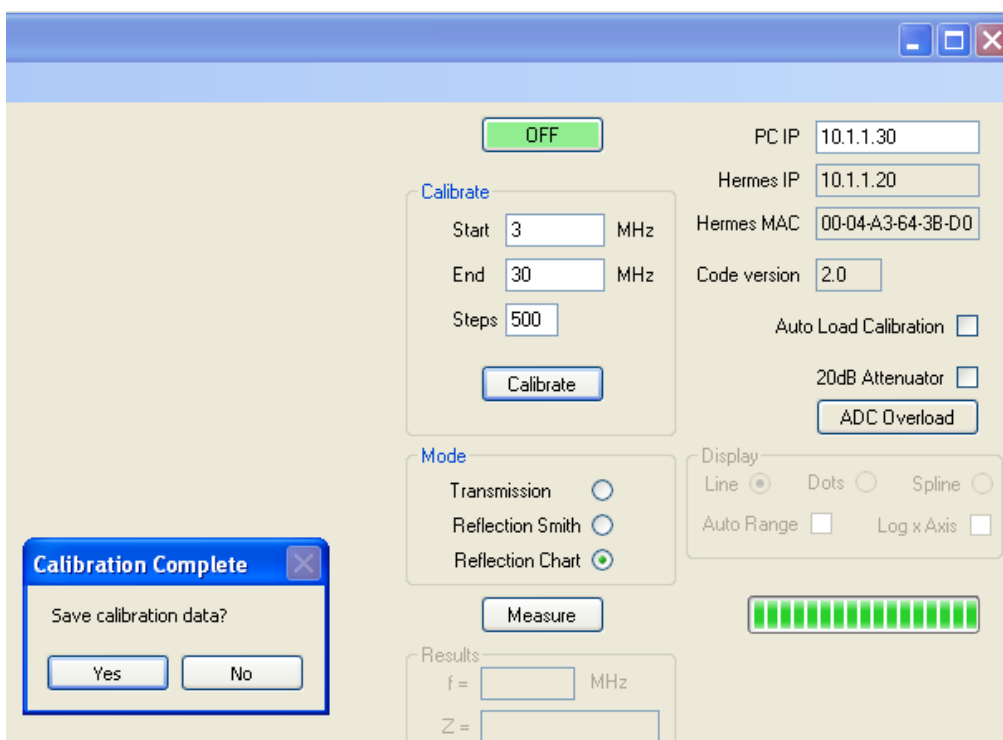 OFF
PC IP 10.1.1.30
Hermes IP 10.1.1.20
Hermes MAC 00-04-A3-64-3B-D0
Code version 2.0
Auto Load Calibration
20dB Attenuator
ADC Overload
Calibrate
Start 3 MHz
End 30 MHz
Steps 500
Calibrate
Mode
Transmission
Reflection Smith
Reflection Chart
Display
Line Dots Spline
Auto Range Log x Axis
Calibration Complete
Save calibration data?
Yes No
Measure
Results
f = MHz
Z =